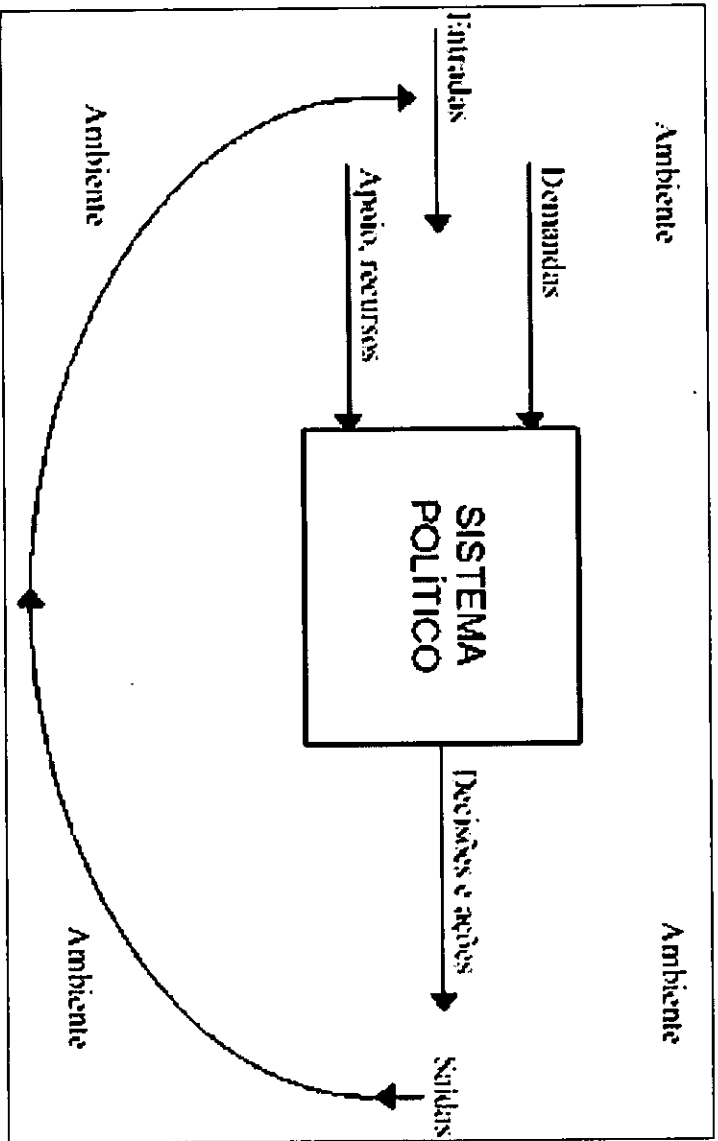 Ambiente
Ambiente
Demandas
Entradas
SISTEMA
POLÍTICO
Decisões e ações
Saídas
Apoio, recursos
Ambiente
Ambiente